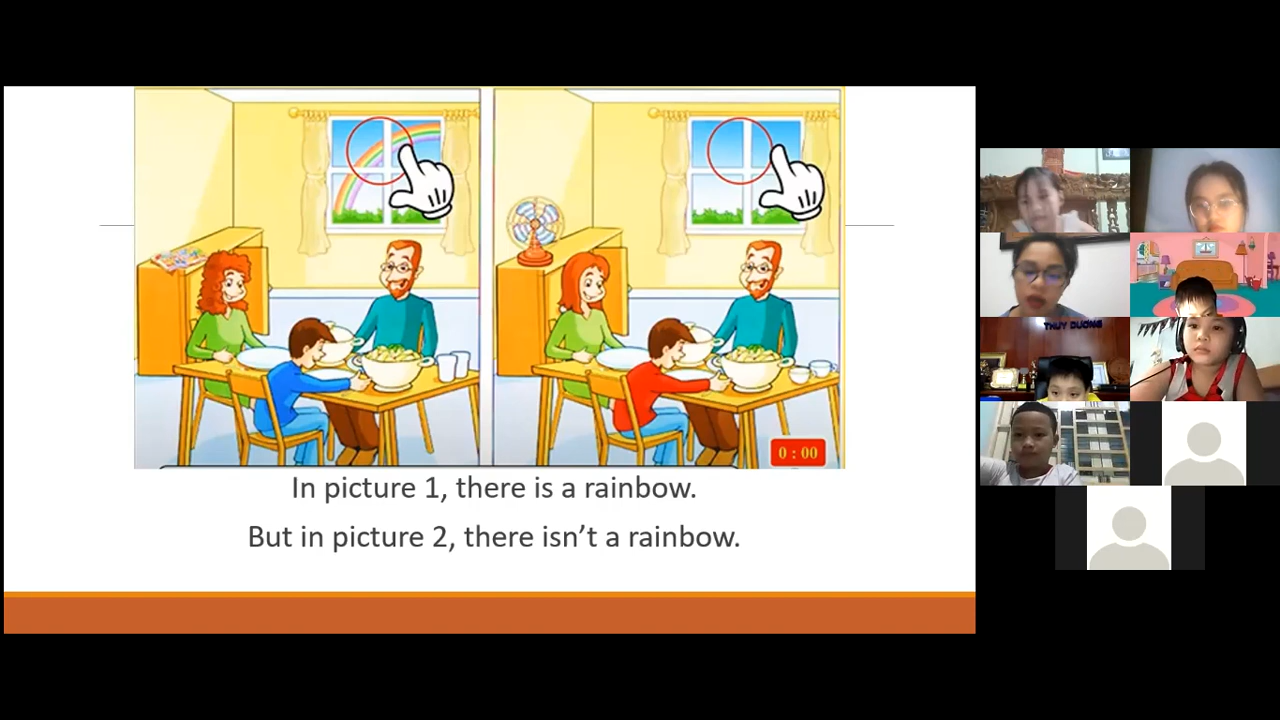 0 : 00
In picture 1, there is a rainbow.
But in picture 2, there isn't a rainbow.
THUY DUONG